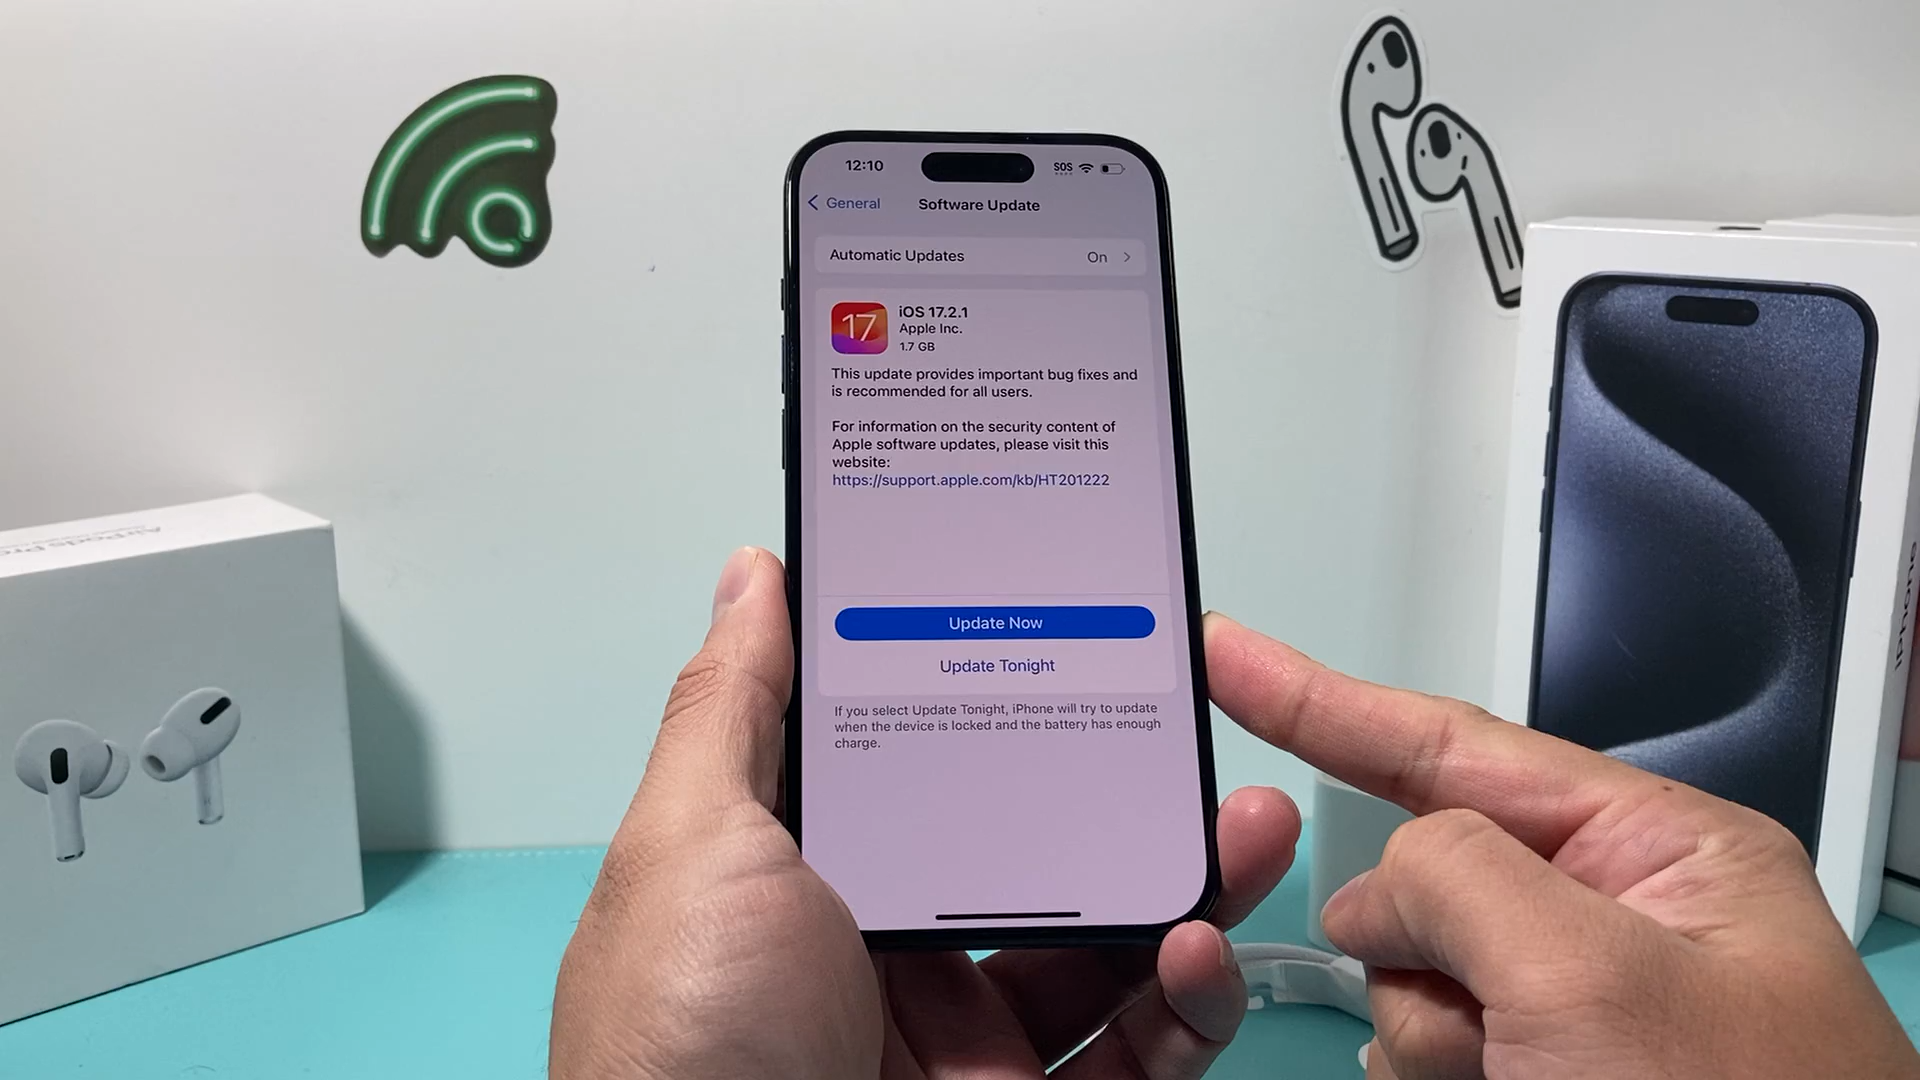 12:10
SOS
General
Software Update
Automatic Updates
On
17
iOS 17.2.1
Apple Inc.
1.7 GB
This update provides important bug fixes and
is recommended for all users.
For information on the security content of
Apple software updates, please visit this
website:
https://support.apple.com/kb/HT201222
Update Now
Update Tonight
If you select Update Tonight, iPhone will try to update
when the device is locked and the battery has enough
charge.
AirPods Pro
iPhone